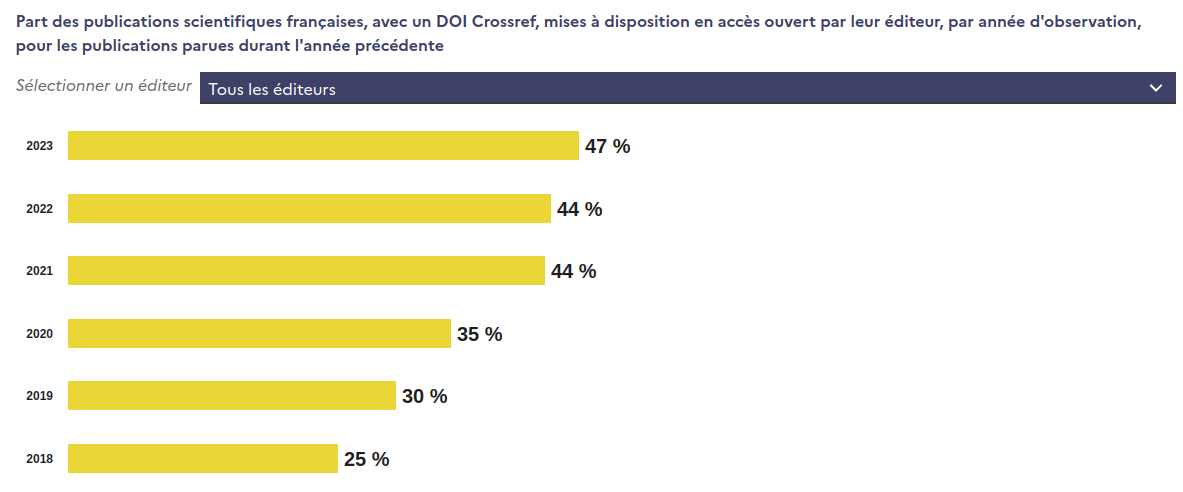 Part des publications scientifiques françaises, avec un DOI Crossref, mises à disposition en accès ouvert par leur éditeur, par année d'observation,
pour les publications parues durant l'année précédente
Sélectionner un éditeur Tous les éditeurs
2023 47 %
2022 44 %
2021 44 %
2020 35 %
2019 30 %
2018 25 %